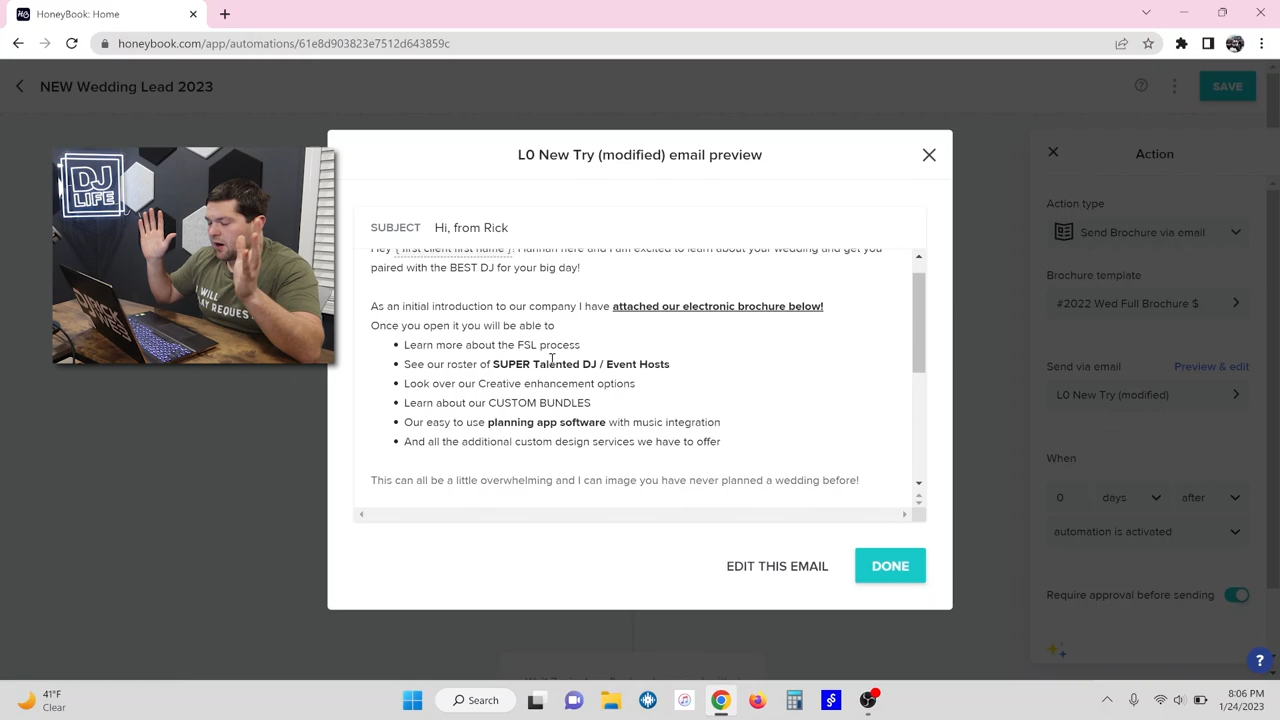 HoneyBook: Home
honeybook.com/app/automations/61e8d903823e7512d643859c
NEW Wedding Lead 2023
SAVE
L0 New Try (modified) email preview
SUBJECT Hi, from Rick
Hey {first client first name}! Hannah here and I am excited to learn about your wedding and get you
paired with the BEST DJ for your big day!
As an initial introduction to our company I have attached our electronic brochure below!
Once you open it you will be able to
Learn more about the FSL process
See our roster of SUPER Talented DJ / Event Hosts
Look over our Creative enhancement options
Learn about our CUSTOM BUNDLES
Our easy to use planning app software with music integration
And all the additional custom design services we have to offer
This can all be a little overwhelming and I can image you have never planned a wedding before!
EDIT THIS EMAIL
DONE
Action
Action type
Send Brochure via email
Brochure template
#2022 Wed Full Brochure $
Send via email Preview & edit
L0 New Try (modified)
When
0 days after
automation is activated
Require approval before sending
?
DJ
LIFE
I WILL
PLAY REQUEST
41°F
Clear
Search
8:06 PM
1/24/2023